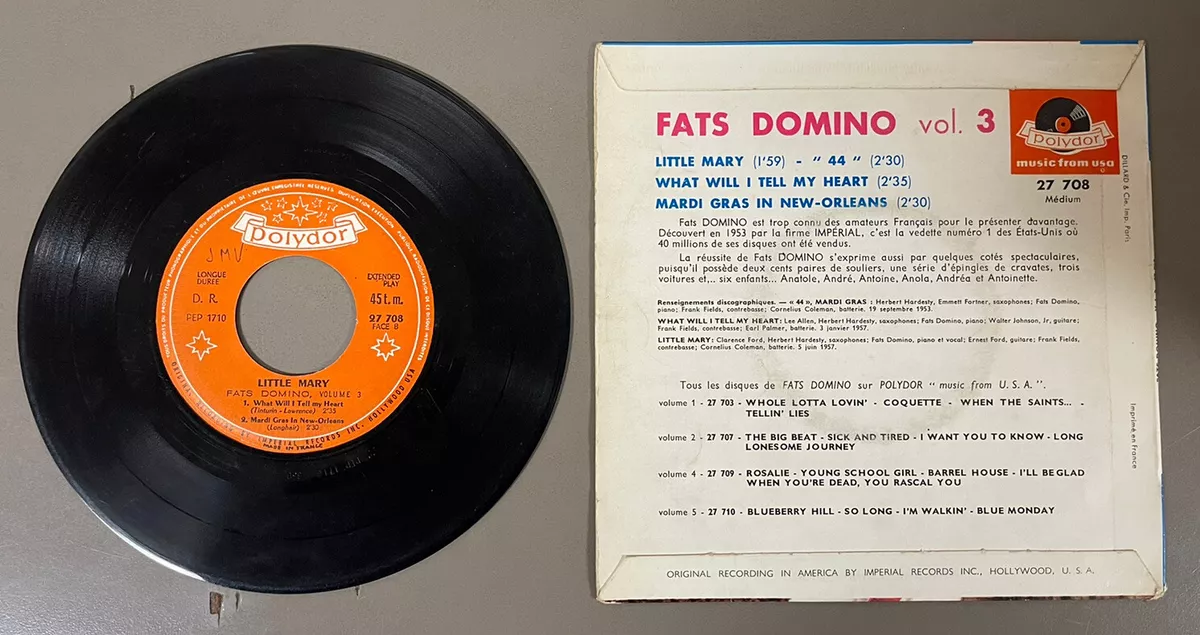 polydor
JMV
LONGUE DURÉE
EXTENDED PLAY
D. R.
45 t. m.
PEP 1710
27 708
FACE B
LITTLE MARY
FATS DOMINO, VOLUME 3
1. What Will I Tell my Heart
(Tinturin - Lawrence) 2'35
2. Mardi Gras In New-Orleans
(Longhair) 2'30
IMPERIAL RECORDS INC. HOLLYWOOD USA
MADE IN FRANCE
FATS DOMINO vol. 3
polydor
music from usa
27 708
Médium
LITTLE MARY (1'59) - " 44 " (2'30)
WHAT WILL I TELL MY HEART (2'35)
MARDI GRAS IN NEW-ORLEANS (2'30)
Fats DOMINO est trop connu des amateurs Français pour le présenter davantage.
Découvert en 1953 par la firme IMPÉRIAL, c'est la vedette numéro 1 des États-Unis où
40 millions de ses disques ont été vendus.
La réussite de Fats DOMINO s'exprime aussi par quelques cotés spectaculaires,
puisqu'il possède deux cents paires de souliers, une série d'épingles de cravates, trois
voitures et,.. six enfants... Anatole, André, Antoine, Anola, Andréa et Antoinette.
Renseignements discographiques. — « 44 », MARDI GRAS : Herbert Hardesty, Emmett Fortner, saxophones; Fats Domino,
piano; Frank Fields, contrebasse; Cornelius Coleman, batterie. 19 septembre 1953.
WHAT WILL I TELL MY HEART: Lee Allen, Herbert Hardesty, saxophones; Fats Domino, piano; Walter Johnson, Jr, guitare;
Frank Fields, contrebasse; Earl Palmer, batterie. 3 janvier 1957.
LITTLE MARY: Clarence Ford, Herbert Hardesty, saxophones; Fats Domino, piano et vocal; Ernest Ford, guitare; Frank Fields,
contrebasse; Cornelius Coleman, batterie. 5 juin 1957.
Tous les disques de FATS DOMINO sur POLYDOR " music from U. S. A. ".
volume 1 - 27 703 - WHOLE LOTTA LOVIN' - COQUETTE - WHEN THE SAINTS... -
TELLIN' LIES
volume 2 - 27 707 - THE BIG BEAT - SICK AND TIRED - I WANT YOU TO KNOW - LONG
LONESOME JOURNEY
volume 4 - 27 709 - ROSALIE - YOUNG SCHOOL GIRL - BARREL HOUSE - I'LL BE GLAD
WHEN YOU'RE DEAD, YOU RASCAL YOU
volume 5 - 27 710 - BLUEBERRY HILL - SO LONG - I'M WALKIN' - BLUE MONDAY
ORIGINAL RECORDING IN AMERICA BY IMPERIAL RECORDS INC., HOLLYWOOD, U. S. A.
DILLARD & Cie. Imp. Paris
Imprimé en France